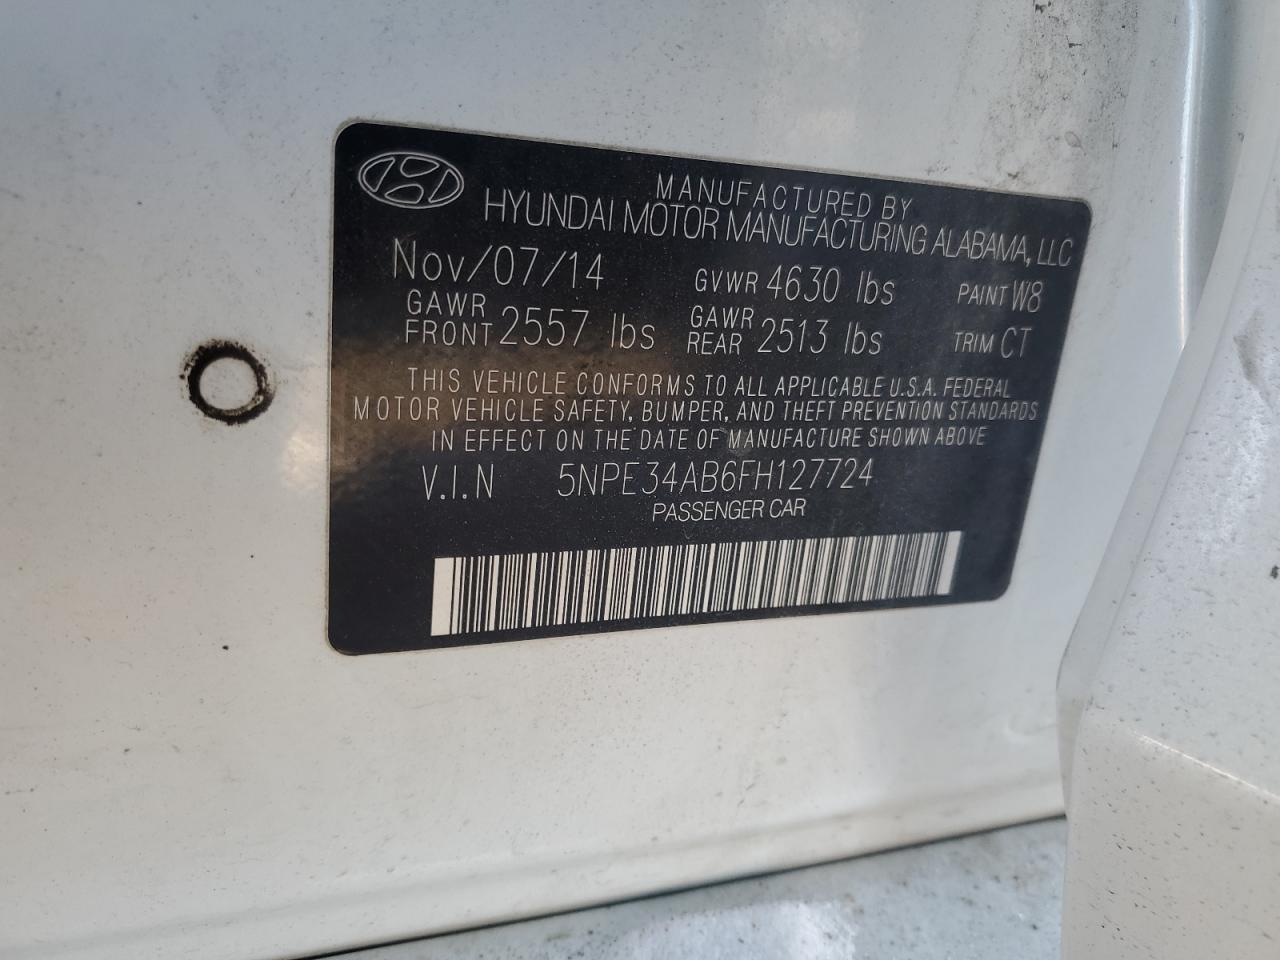 MANUFACTURED BY
HYUNDAI MOTOR MANUFACTURING ALABAMA, LLC
Nov/07/14 GVWR 4630 lbs PAINT W8
GAWR FRONT 2557 lbs GAWR REAR 2513 lbs TRIM CT
THIS VEHICLE CONFORMS TO ALL APPLICABLE U.S.A. FEDERAL
MOTOR VEHICLE SAFETY, BUMPER, AND THEFT PREVENTION STANDARDS
IN EFFECT ON THE DATE OF MANUFACTURE SHOWN ABOVE
V.I.N 5NPE34AB6FH127724
PASSENGER CAR